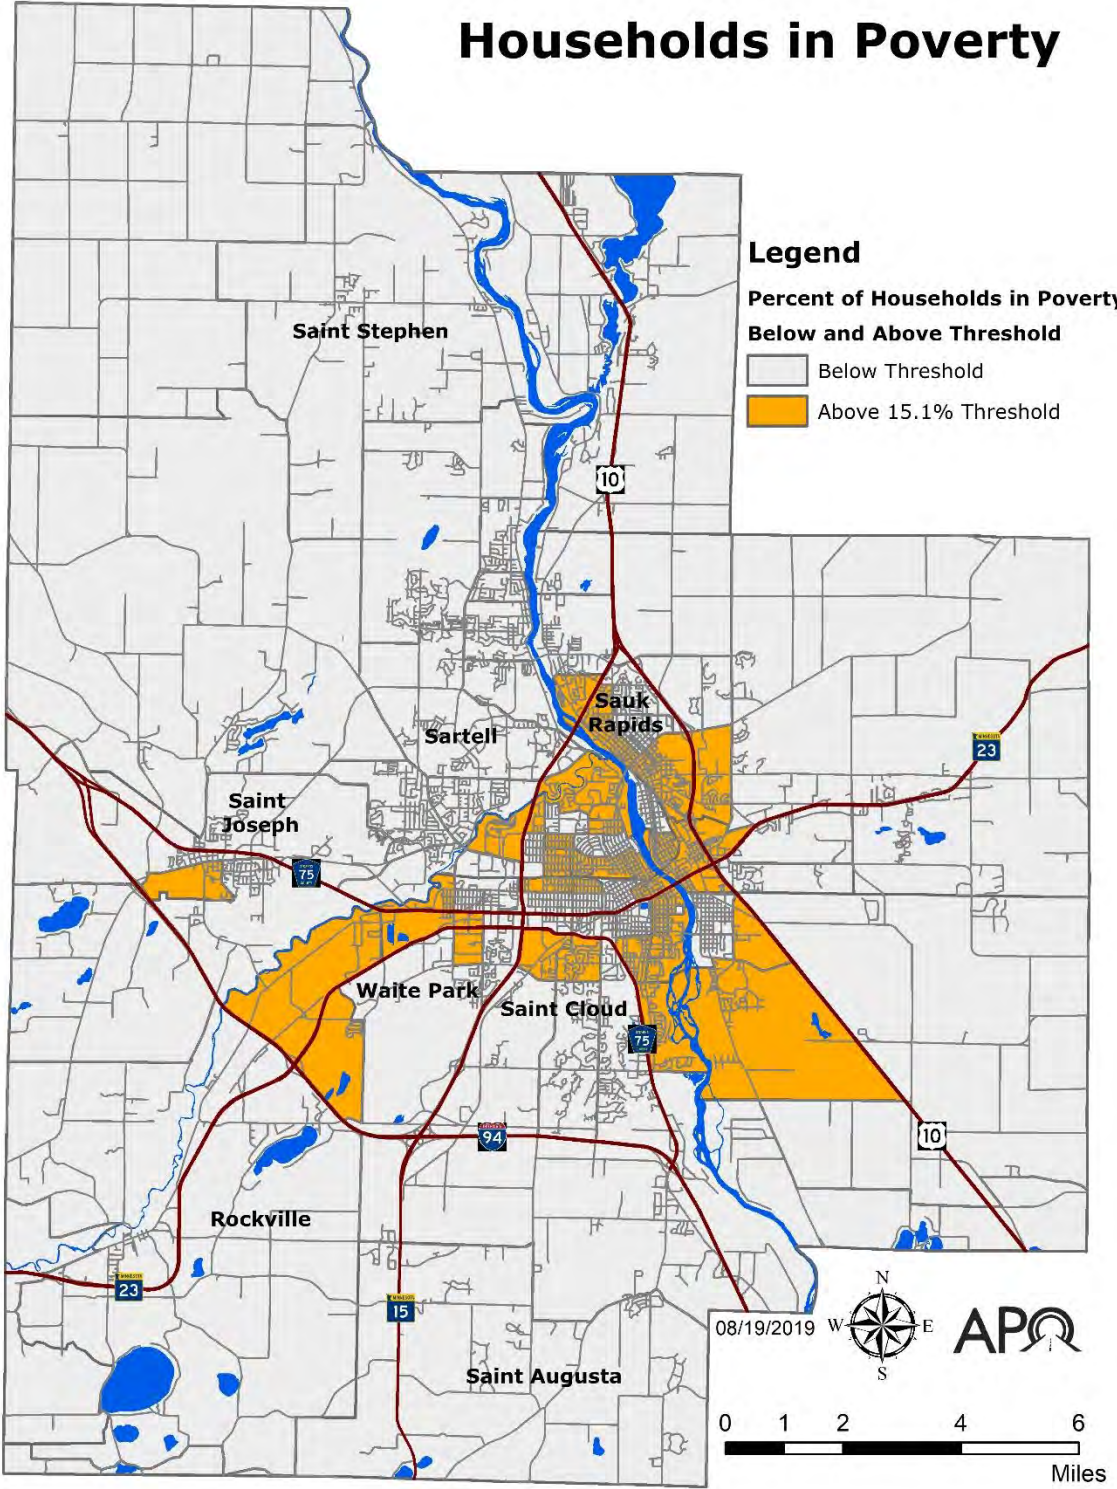 Households in Poverty
Legend
Percent of Households in Poverty
Below and Above Threshold
Below Threshold
Above 15.1% Threshold
Saint Stephen
10
Sauk
Rapids
Sartell
23
Saint
Joseph
75
Waite Park
Saint Cloud
75
94
10
Rockville
23
15
N
W
E
S
08/19/2019
APO
Saint Augusta
0 1 2 4 6
Miles